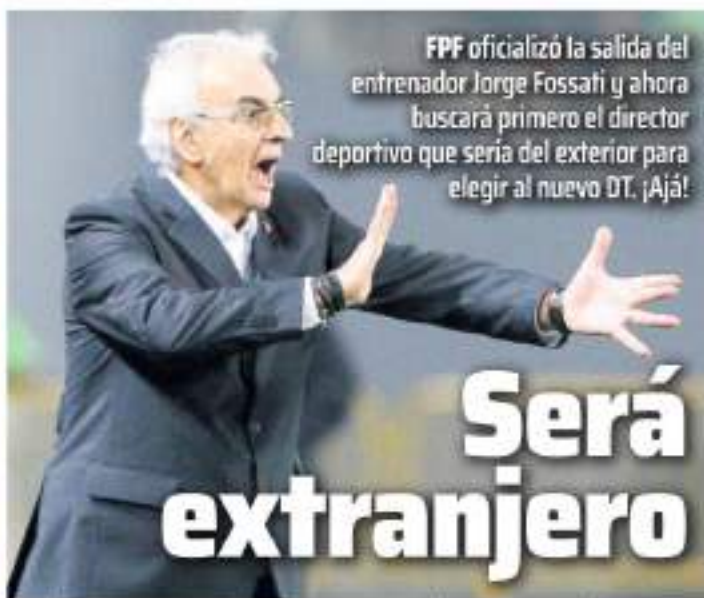 FPF oficializó la salida del
entrenador Jorge Fossati y ahora
buscará primero el director
deportivo que sería del exterior para
elegir al nuevo DT. ¡Ajá!
Será
extranjero